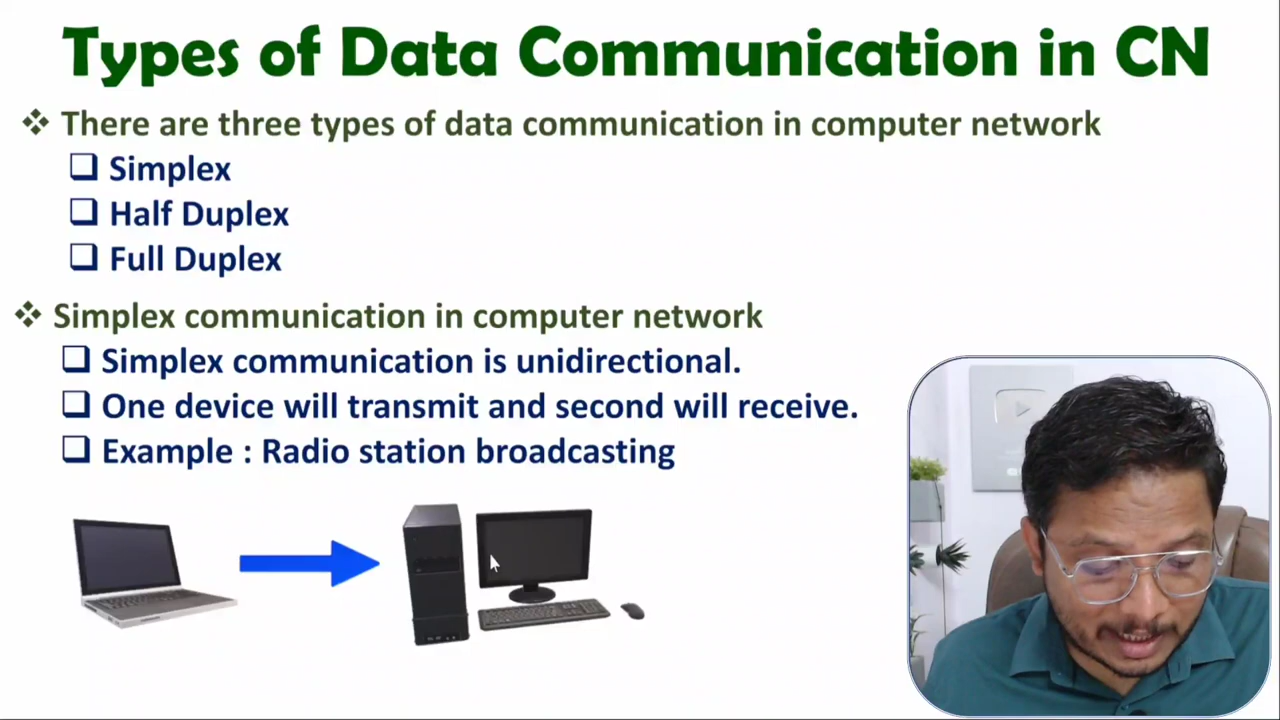 Types of Data Communication in CN
There are three types of data communication in computer network
Simplex
Half Duplex
Full Duplex
Simplex communication in computer network
Simplex communication is unidirectional.
One device will transmit and second will receive.
Example : Radio station broadcasting